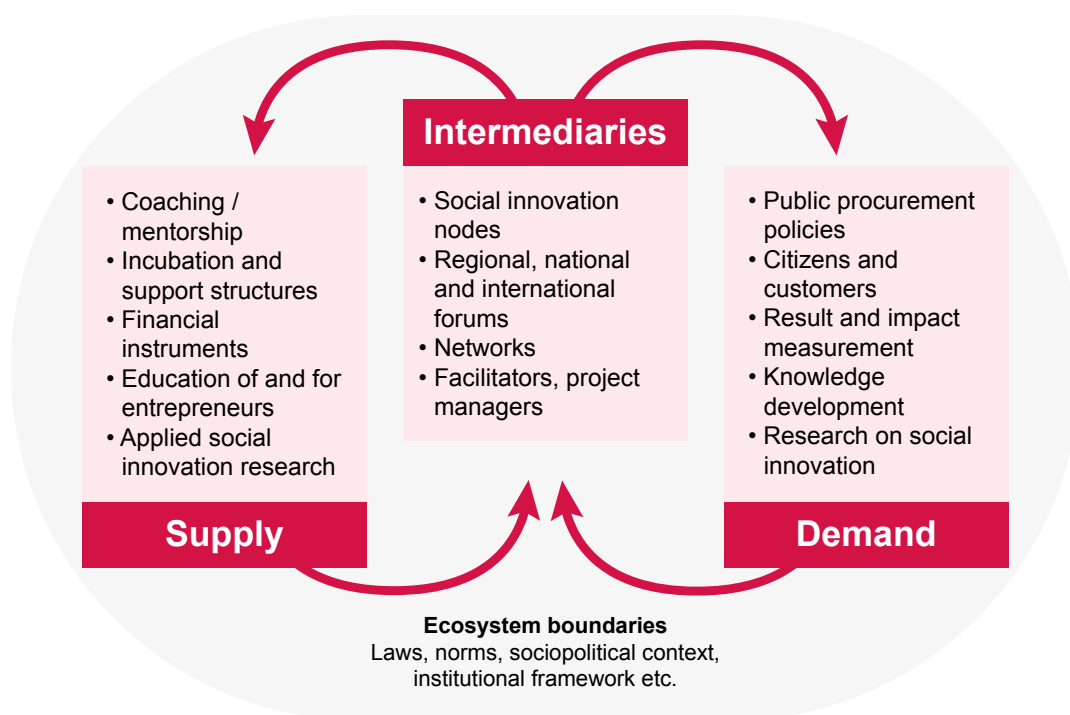 Intermediaries
• Coaching /
mentorship
• Incubation and
support structures
• Financial
instruments
• Education of and for
entrepreneurs
• Applied social
innovation research
Supply
• Social innovation
nodes
• Regional, national
and international
forums
• Networks
• Facilitators, project
managers
• Public procurement
policies
• Citizens and
customers
• Result and impact
measurement
• Knowledge
development
• Research on social
innovation
Demand
Ecosystem boundaries
Laws, norms, sociopolitical context,
institutional framework etc.